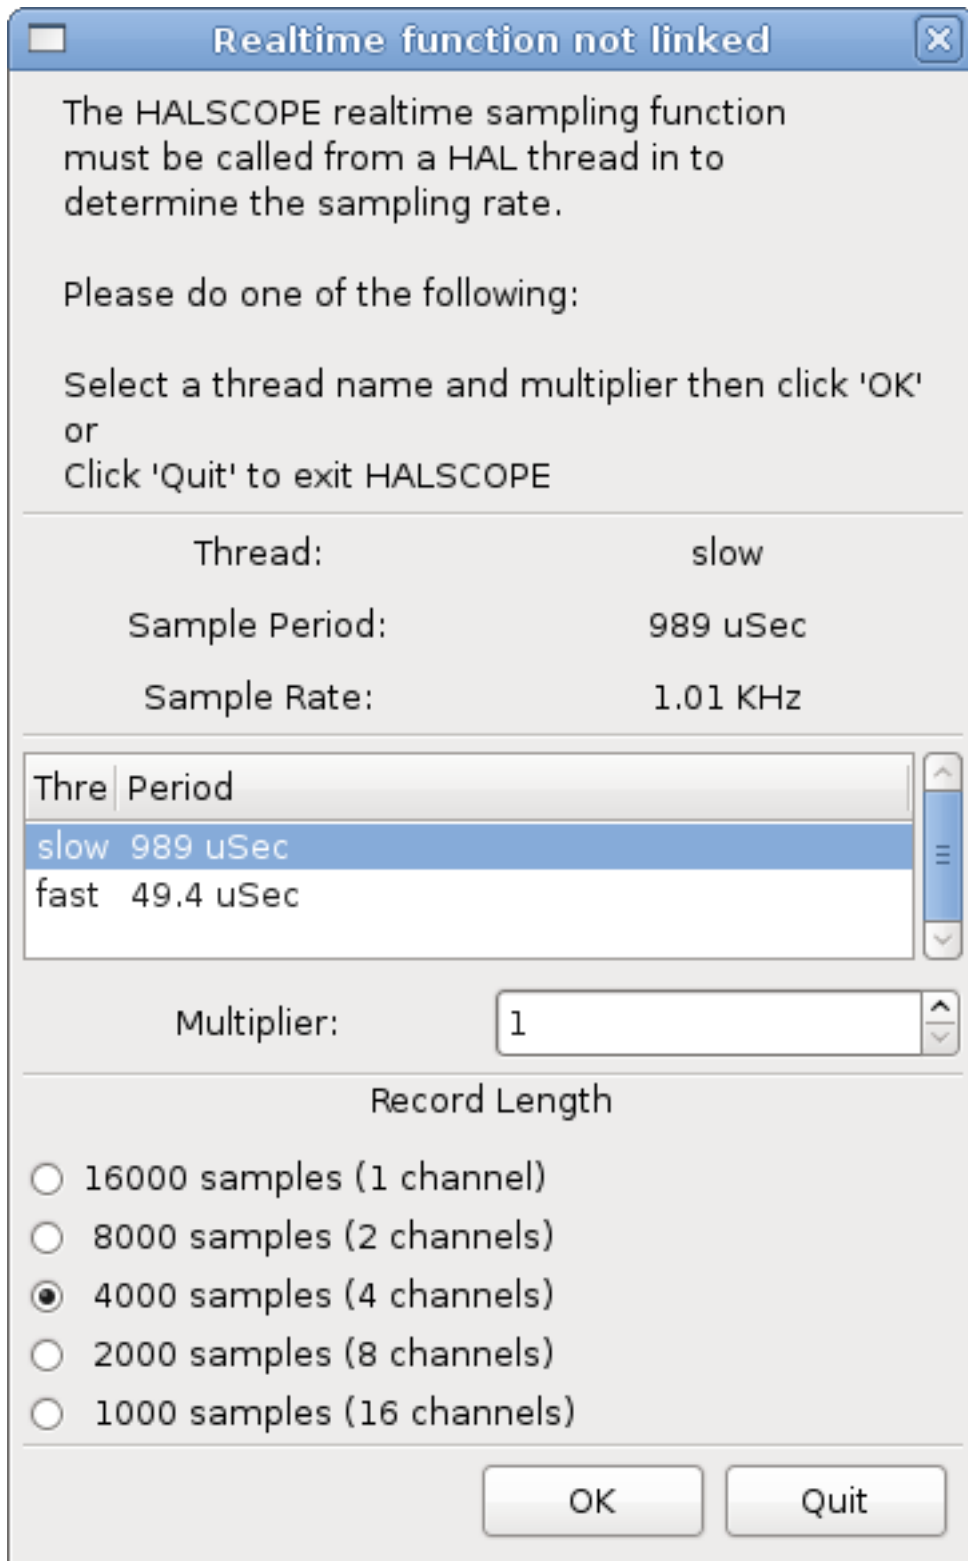 Realtime function not linked
The HALSCOPE realtime sampling function
must be called from a HAL thread in to
determine the sampling rate.
Please do one of the following:
Select a thread name and multiplier then click 'OK'
or
Click 'Quit' to exit HALSCOPE
Thread: slow
Sample Period: 989 uSec
Sample Rate: 1.01 KHz
Thre Period
slow 989 uSec
fast 49.4 uSec
Multiplier: 1
Record Length
16000 samples (1 channel)
8000 samples (2 channels)
4000 samples (4 channels)
2000 samples (8 channels)
1000 samples (16 channels)
OK Quit